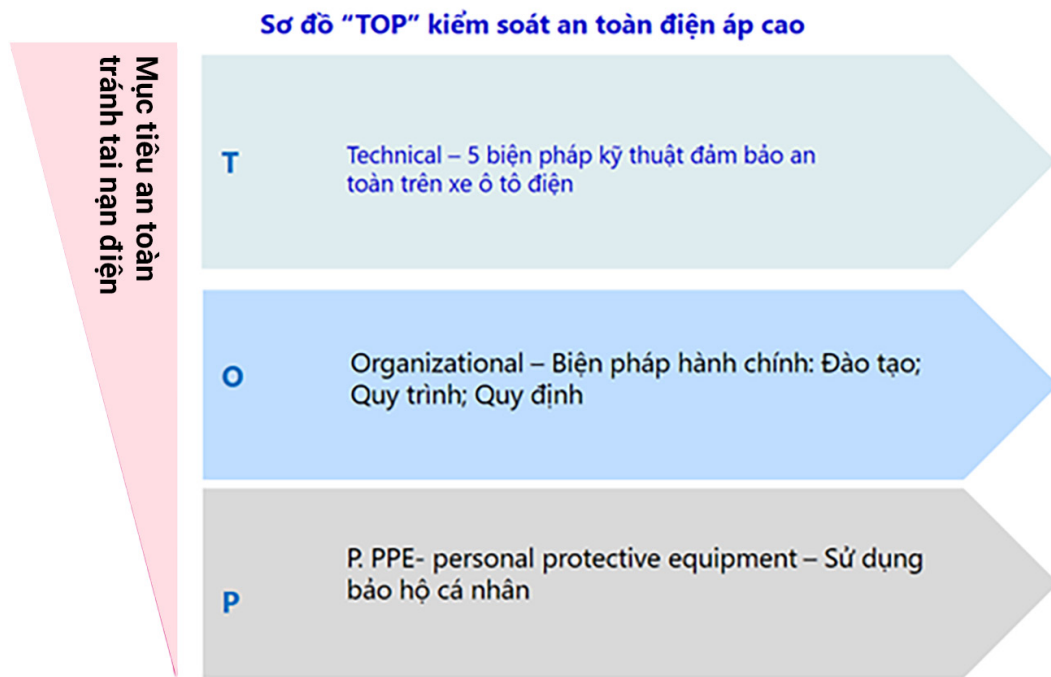 Sơ đồ “TOP” kiểm soát an toàn điện áp cao
Mục tiêu an toàn
tránh tai nạn điện
T
Technical – 5 biện pháp kỹ thuật đảm bảo an
toàn trên xe ô tô điện
O
Organizational – Biện pháp hành chính: Đào tạo;
Quy trình; Quy định
P
P. PPE- personal protective equipment – Sử dụng
bảo hộ cá nhân